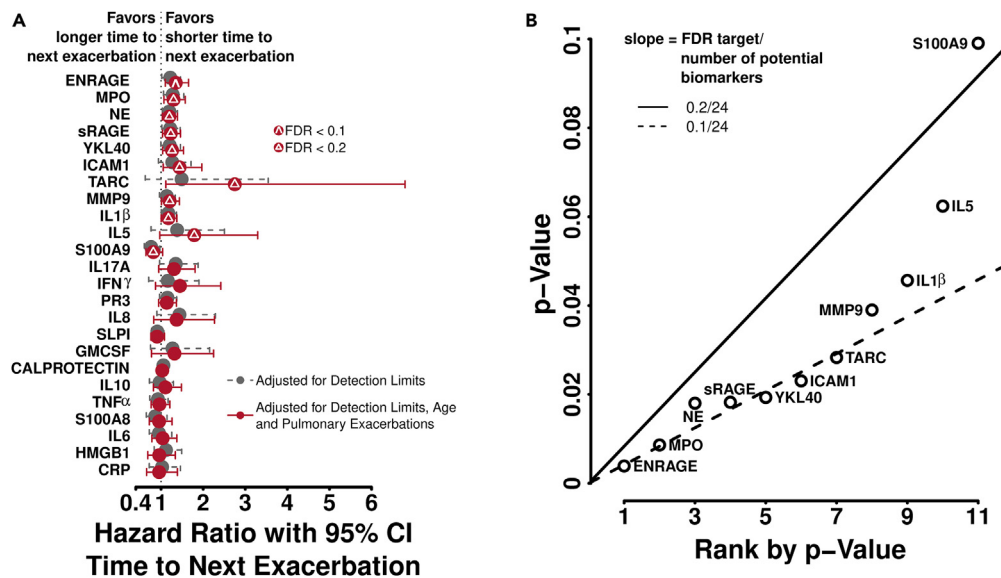 A
Favors
longer time to
next exacerbation
Favors
shorter time to
next exacerbation
ENRAGE
MPO
NE
sRAGE
YKL40
ICAM1
TARC
MMP9
IL1β
IL5
S100A9
IL17A
IFNγ
PR3
IL8
SLPI
GMCSF
CALPROTECTIN
IL10
TNFα
S100A8
IL6
HMGB1
CRP
FDR < 0.1
FDR < 0.2
Adjusted for Detection Limits
Adjusted for Detection Limits, Age
and Pulmonary Exacerbations
0.4 1 2 3 4 5 6
Hazard Ratio with 95% CI
Time to Next Exacerbation
B
slope = FDR target/
number of potential
biomarkers
0.2/24
0.1/24
S100A9
IL5
IL1β
MMP9
TARC
ICAM1
YKL40
sRAGE
NE
MPO
ENRAGE
p−Value
0 0.02 0.04 0.06 0.08 0.1
1 3 5 7 9 11
Rank by p−Value